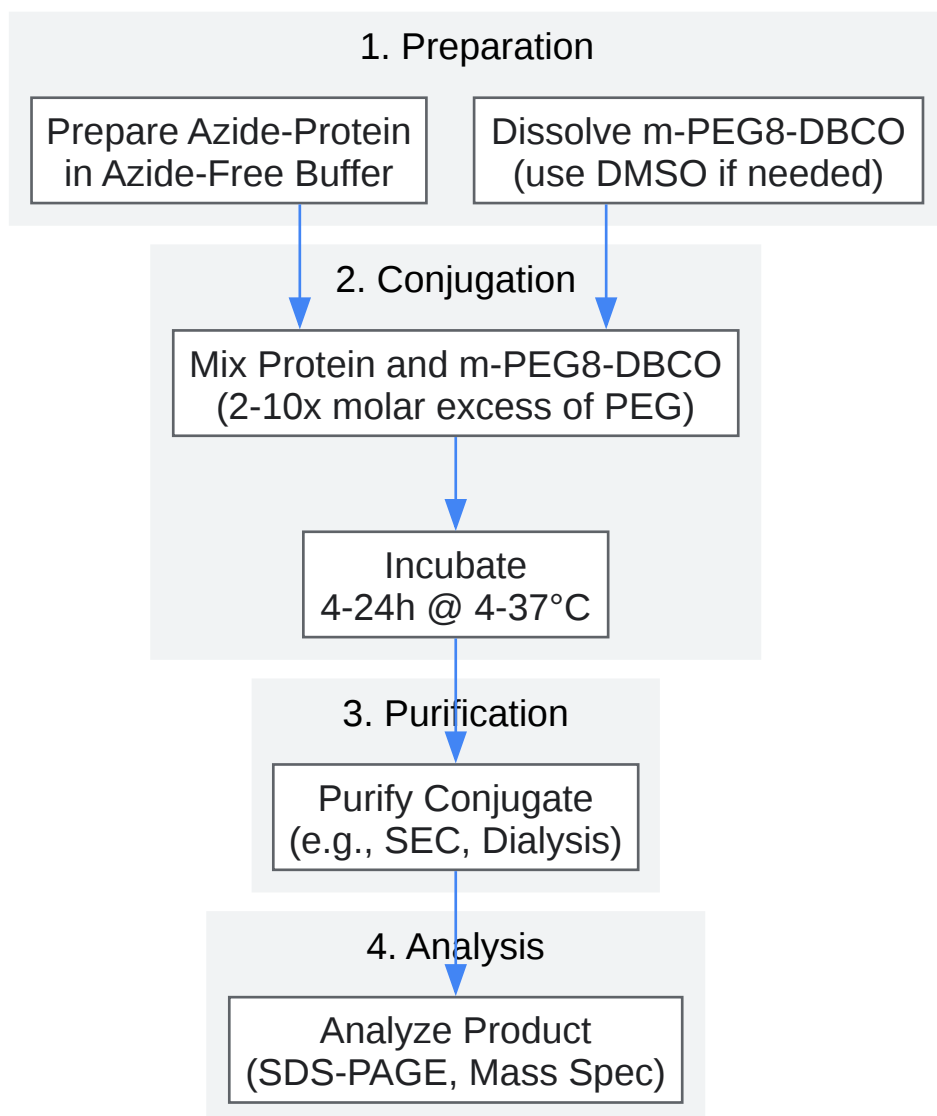 1. Preparation
Prepare Azide-Protein
in Azide-Free Buffer
Dissolve m-PEG8-DBCO
(use DMSO if needed)
2. Conjugation
Mix Protein and m-PEG8-DBCO
(2-10x molar excess of PEG)
Incubate
4-24h @ 4-37°C
3. Purification
Purify Conjugate
(e.g., SEC, Dialysis)
4. Analysis
Analyze Product
(SDS-PAGE, Mass Spec)